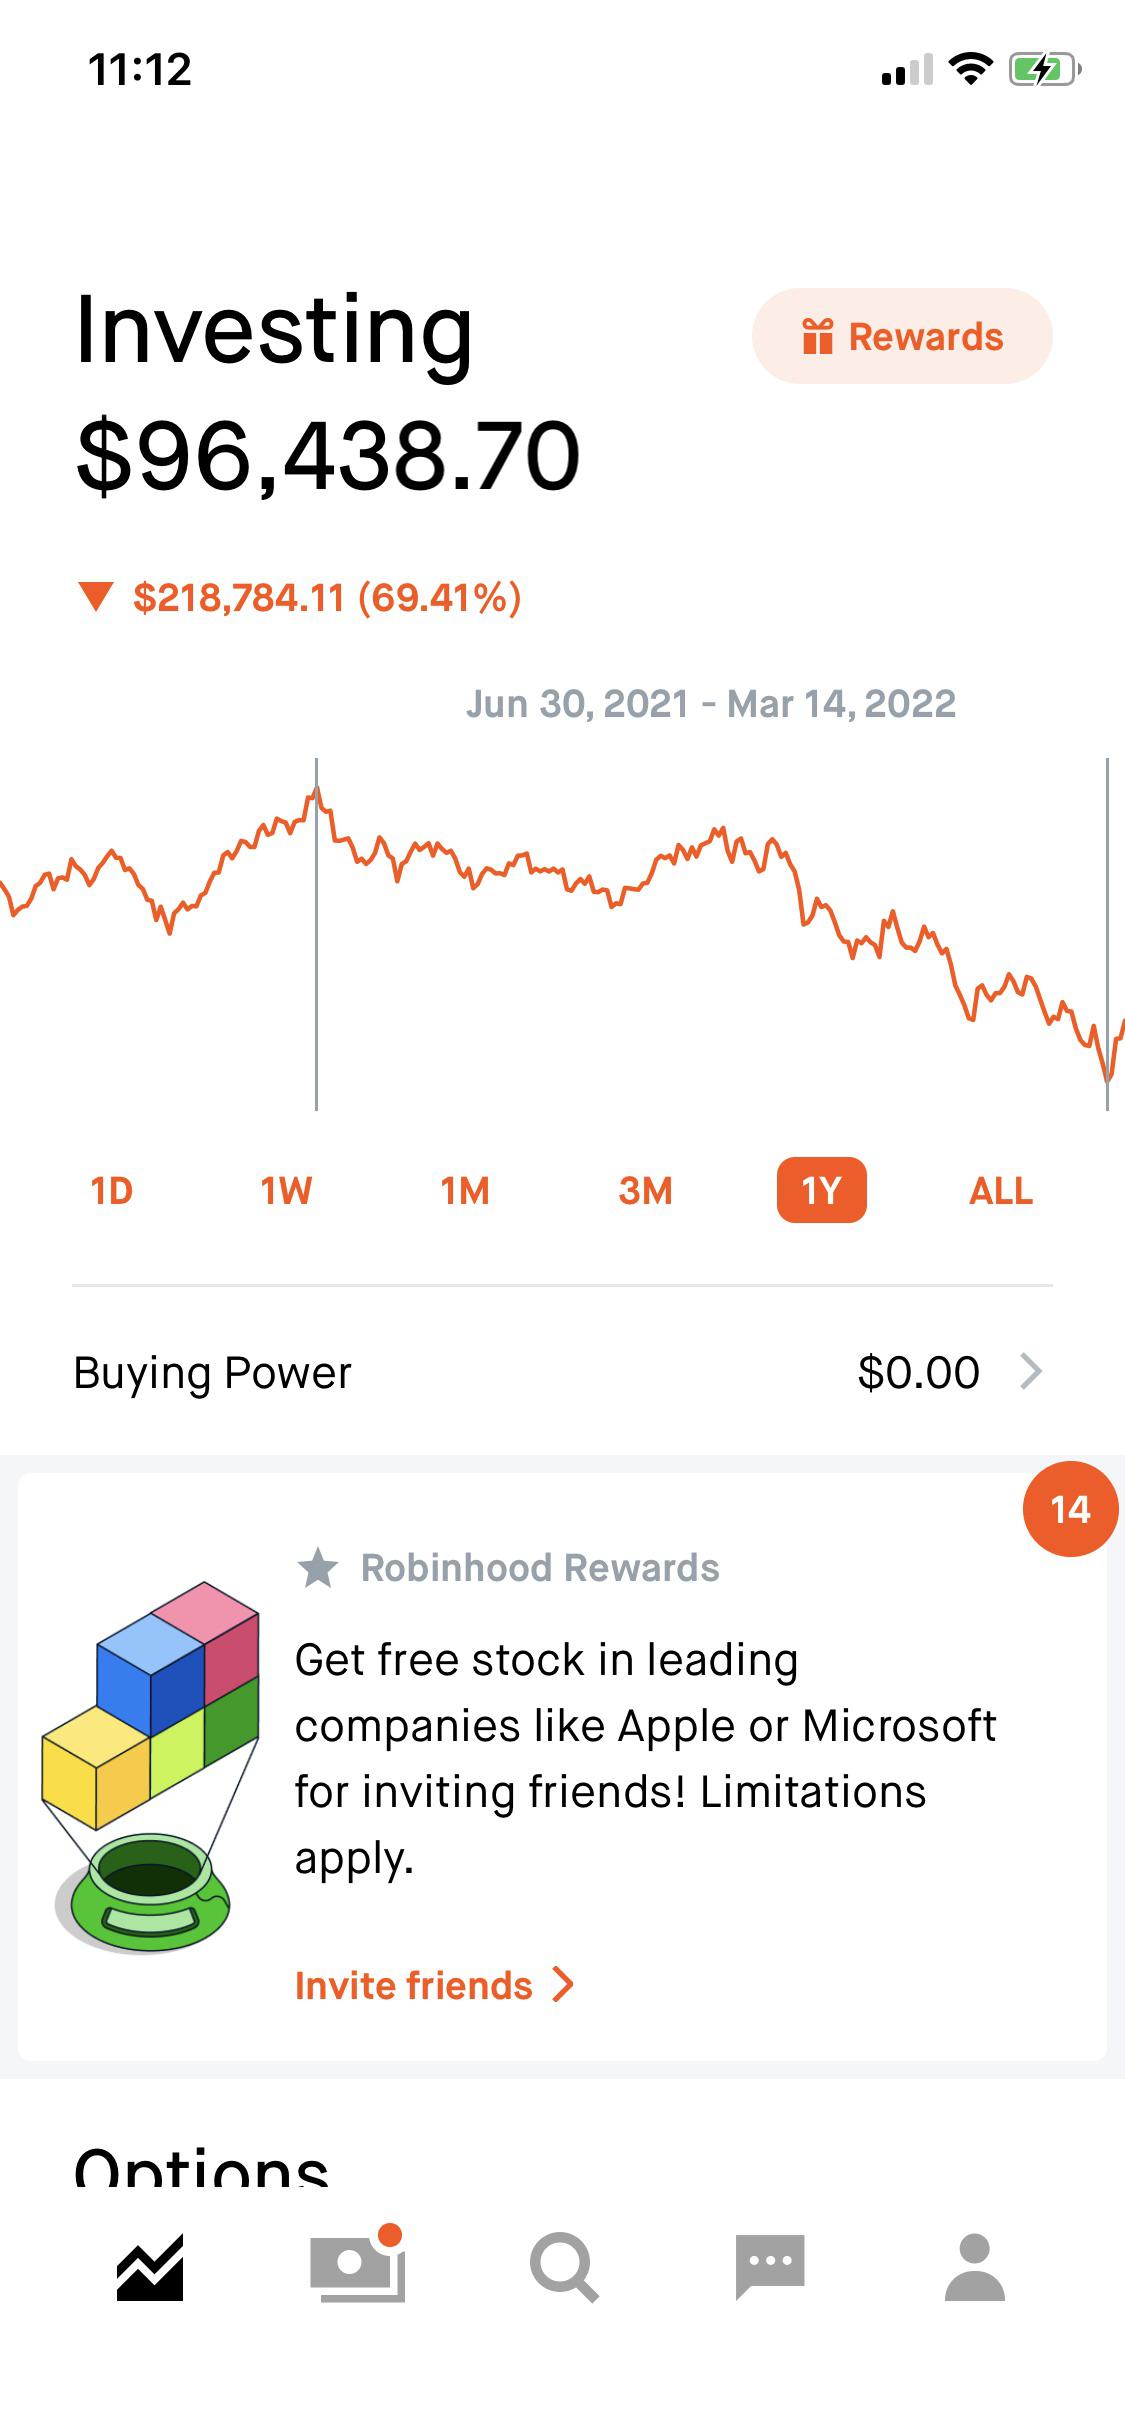 11:12
Investing
Rewards
$96,438.70
$218,784.11 (69.41%)
Jun 30, 2021 - Mar 14, 2022
1D 1W 1M 3M 1Y ALL
Buying Power $0.00
14
Robinhood Rewards
Get free stock in leading
companies like Apple or Microsoft
for inviting friends! Limitations
apply.
Invite friends
Options